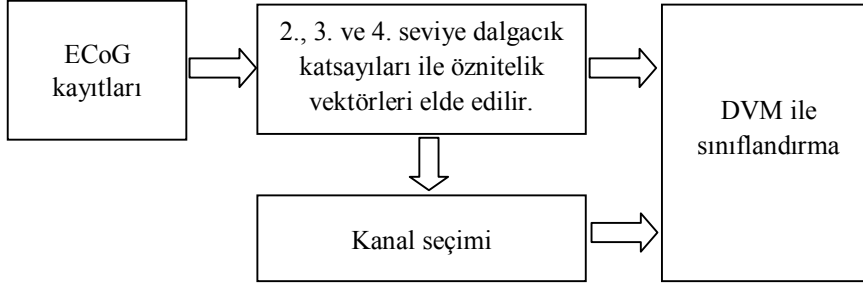 ECoG
kayıtları
2., 3. ve 4. seviye dalgacık
katsayıları ile öznitelik
vektörleri elde edilir.
DVM ile
sınıflandırma
Kanal seçimi